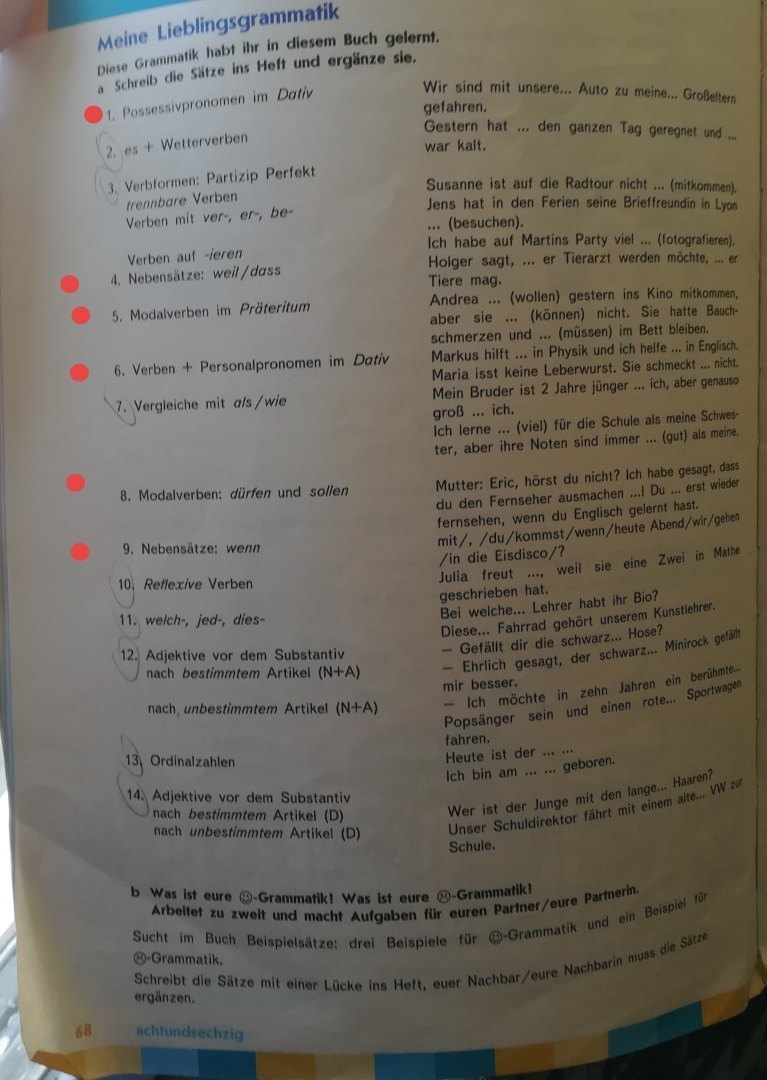 Meine Lieblingsgrammatik
Diese Grammatik habt ihr in diesem Buch gelernt.
a Schreib die Sätze ins Heft und ergänze sie.
1. Possessivpronomen im Dativ
Wir sind mit unsere... Auto zu meine... Großeltern
gefahren.
2. es + Wetterverben
Gestern hat ... den ganzen Tag geregnet und ...
war kalt.
3. Verbformen: Partizip Perfekt
trennbare Verben
Susanne ist auf die Radtour nicht ... (mitkommen).
Verben mit ver-, er-, be-
Jens hat in den Ferien seine Brieffreundin in Lyon
... (besuchen).
Verben auf -ieren
Ich habe auf Martins Party viel ... (fotografieren).
4. Nebensätze: weil/dass
Holger sagt, ... er Tierarzt werden möchte, ... er
Tiere mag.
5. Modalverben im Präteritum
Andrea ... (wollen) gestern ins Kino mitkommen,
aber sie ... (können) nicht. Sie hatte Bauch-
schmerzen und ... (müssen) im Bett bleiben.
6. Verben + Personalpronomen im Dativ
Markus hilft ... in Physik und ich helfe ... in Englisch.
Maria isst keine Leberwurst. Sie schmeckt ... nicht.
7. Vergleiche mit als/wie
Mein Bruder ist 2 Jahre jünger ... ich, aber genauso
groß ... ich.
Ich lerne ... (viel) für die Schule als meine Schwes-
ter, aber ihre Noten sind immer ... (gut) als meine.
8. Modalverben: dürfen und sollen
Mutter: Eric, hörst du nicht? Ich habe gesagt, dass
du den Fernseher ausmachen ...! Du ... erst wieder
fernsehen, wenn du Englisch gelernt hast.
9. Nebensätze: wenn
mit/, /du/kommst/wenn/heute Abend/wir/gehen
/in die Eisdisco/?
10. Reflexive Verben
Julia freut ..., weil sie eine Zwei in Mathe
geschrieben hat.
11. welch-, jed-, dies-
Bei welche... Lehrer habt ihr Bio?
Diese... Fahrrad gehört unserem Kunstlehrer.
12. Adjektive vor dem Substantiv
nach bestimmtem Artikel (N+A)
– Gefällt dir die schwarz... Hose?
– Ehrlich gesagt, der schwarz... Minirock gefällt
mir besser.
nach unbestimmtem Artikel (N+A)
– Ich möchte in zehn Jahren ein berühmte...
Popsänger sein und einen rote... Sportwagen
fahren.
13. Ordinalzahlen
Heute ist der ... ...
Ich bin am ... ... geboren.
14. Adjektive vor dem Substantiv
nach bestimmtem Artikel (D)
Wer ist der Junge mit den lange... Haaren?
nach unbestimmtem Artikel (D)
Unser Schuldirektor fährt mit einem alte... VW zur
Schule.
b Was ist eure ☺-Grammatik? Was ist eure ☹-Grammatik?
Arbeitet zu zweit und macht Aufgaben für euren Partner/eure Partnerin.
Sucht im Buch Beispielsätze: drei Beispiele für ☺-Grammatik und ein Beispiel für
☹-Grammatik.
Schreibt die Sätze mit einer Lücke ins Heft, euer Nachbar/eure Nachbarin muss die Sätze
ergänzen.
68 achtundsechzig